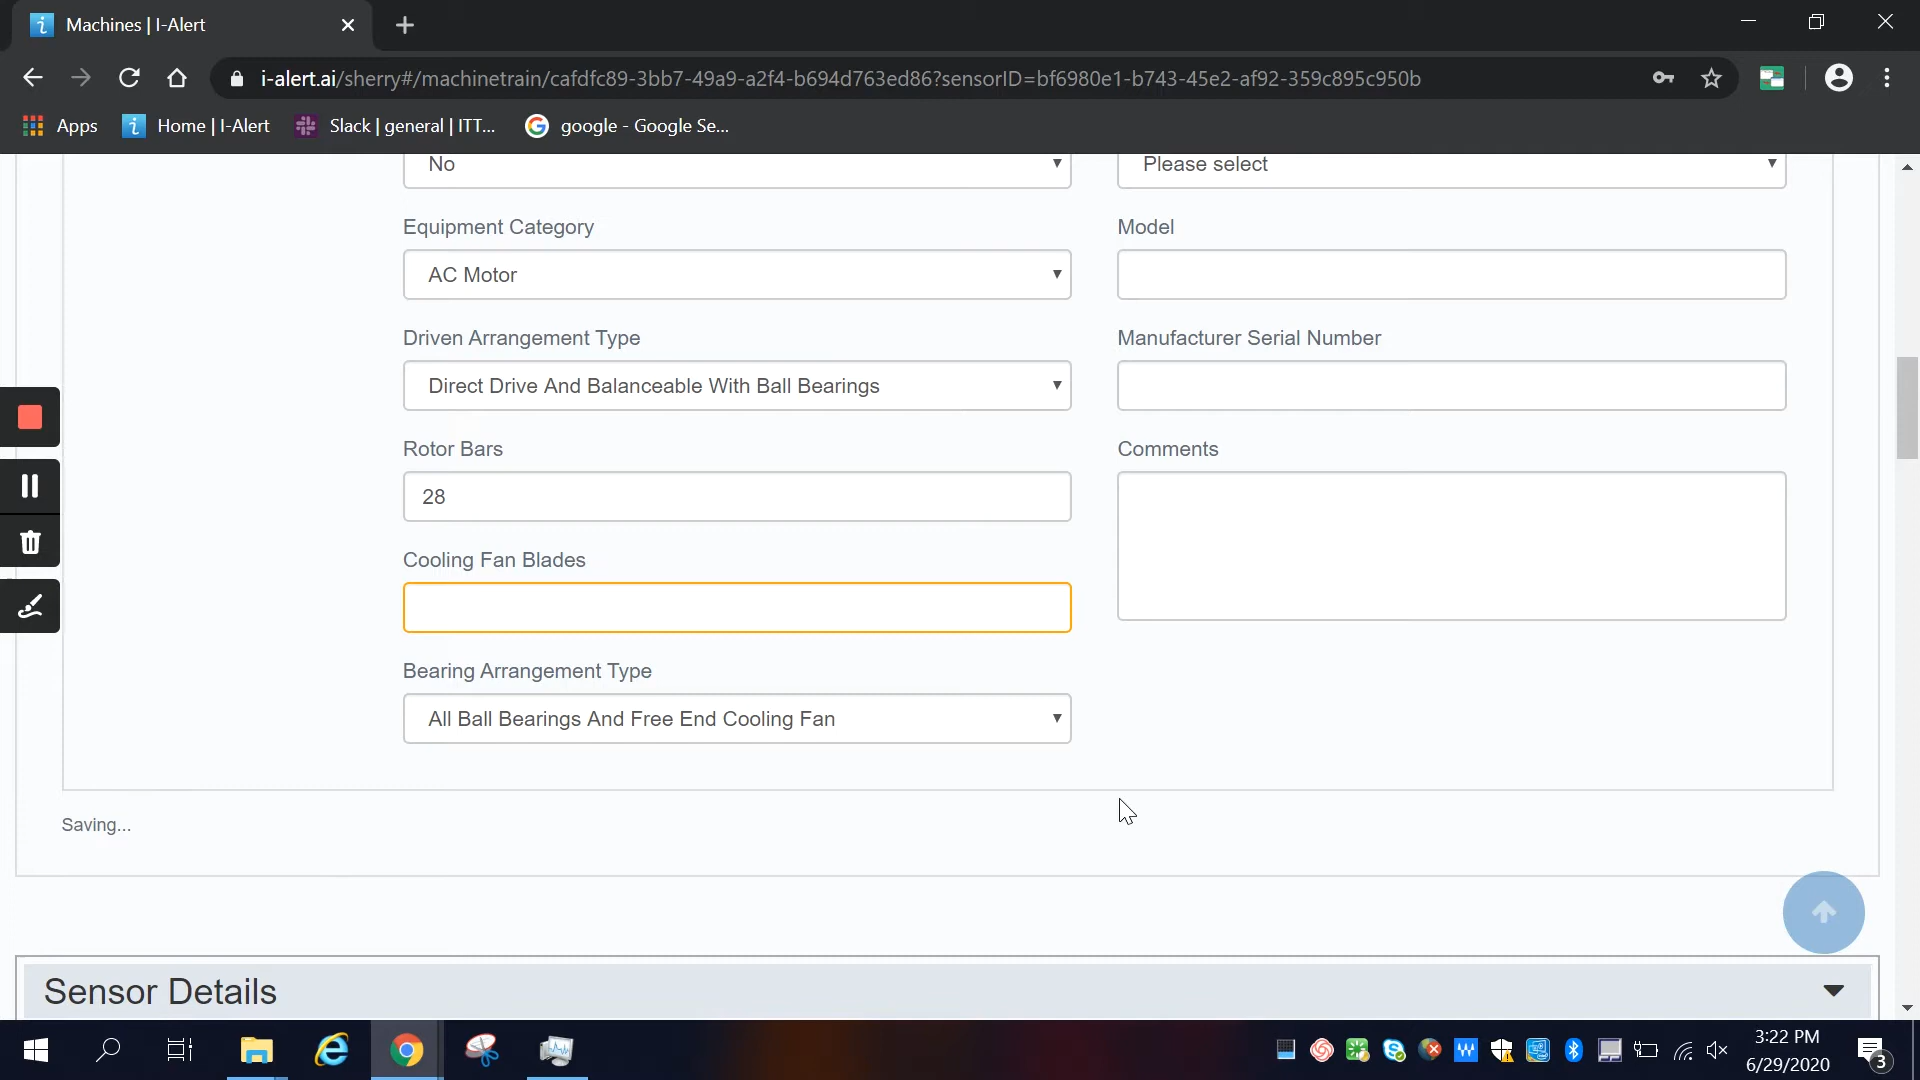 Machines | I-Alert
i-alert.ai/sherry#/machinetrain/cafdfc89-3bb7-49a9-a2f4-b694d763ed86?sensorID=bf6980e1-b743-45e2-af92-359c895c950b
Apps
Home | I-Alert
Slack | general | ITT...
google - Google Se...
No
Please select
Equipment Category
Model
AC Motor
Driven Arrangement Type
Manufacturer Serial Number
Direct Drive And Balanceable With Ball Bearings
Rotor Bars
Comments
28
Cooling Fan Blades
Bearing Arrangement Type
All Ball Bearings And Free End Cooling Fan
Saving...
Sensor Details
3:22 PM
6/29/2020
3